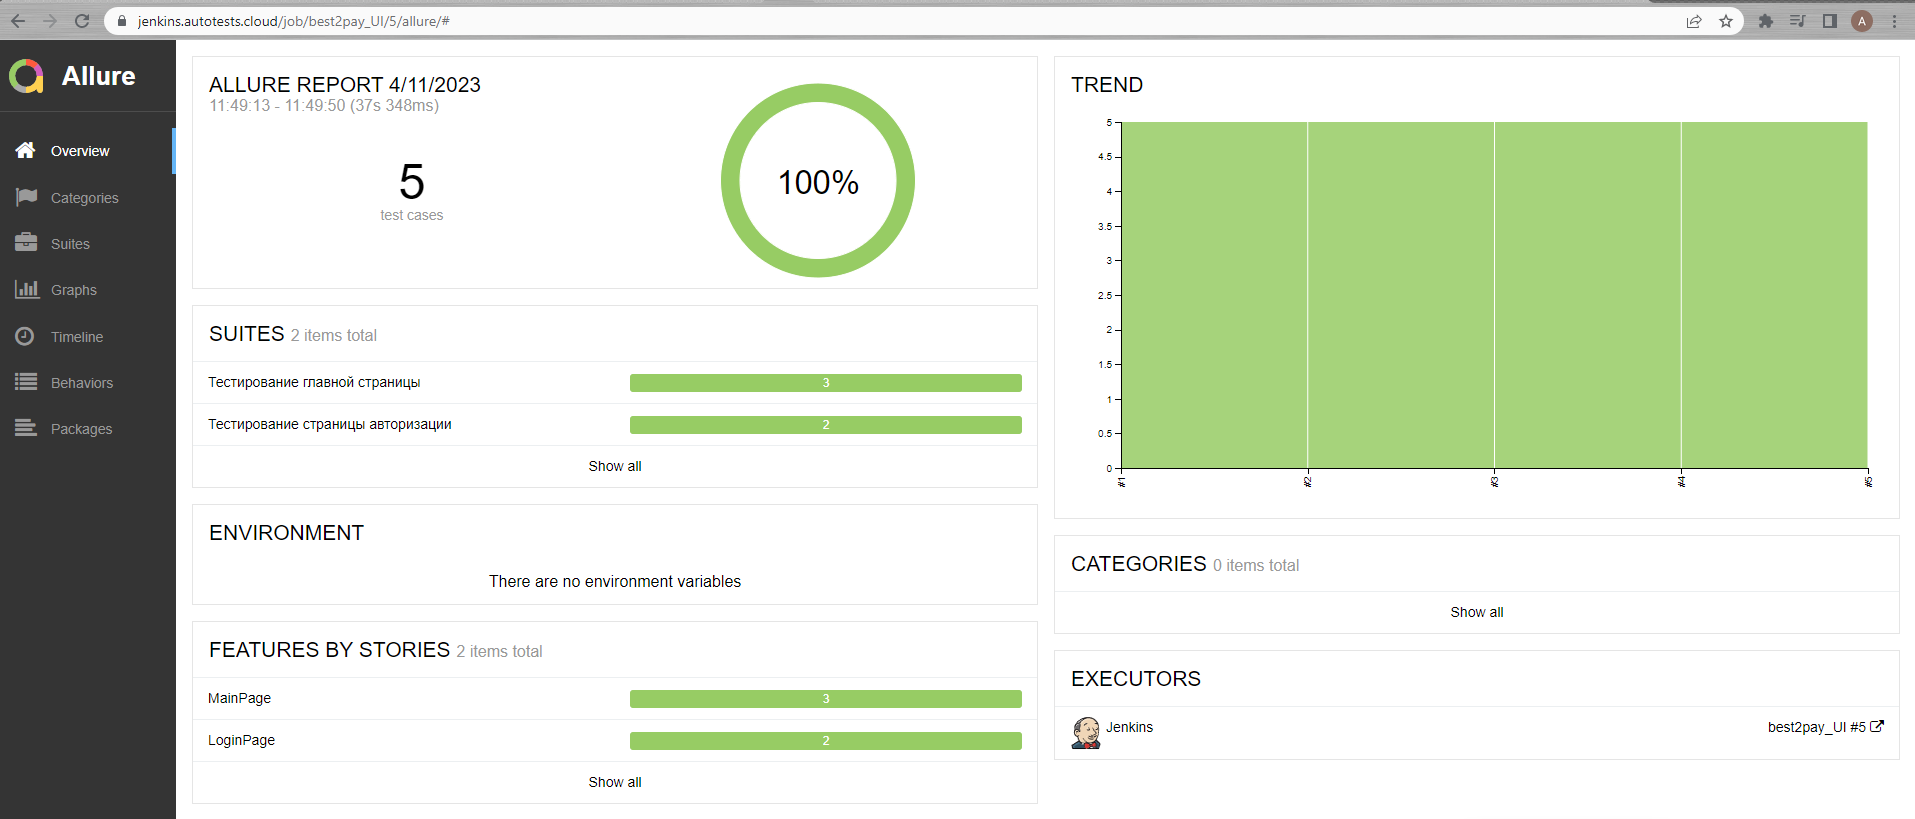 jenkins.autotests.cloud/job/best2pay_UI/5/allure/#
A
Allure
Overview
Categories
Suites
Graphs
Timeline
Behaviors
Packages
ALLURE REPORT 4/11/2023
11:49:13 - 11:49:50 (37s 348ms)
5
test cases
100%
SUITES 2 items total
Тестирование главной страницы 3
Тестирование страницы авторизации 2
Show all
ENVIRONMENT
There are no environment variables
FEATURES BY STORIES 2 items total
MainPage 3
LoginPage 2
Show all
TREND
5
4.5
4
3.5
3
2.5
2
1.5
1
0.5
0
#1 #2 #3 #4 #5
CATEGORIES 0 items total
Show all
EXECUTORS
Jenkins best2pay_UI #5